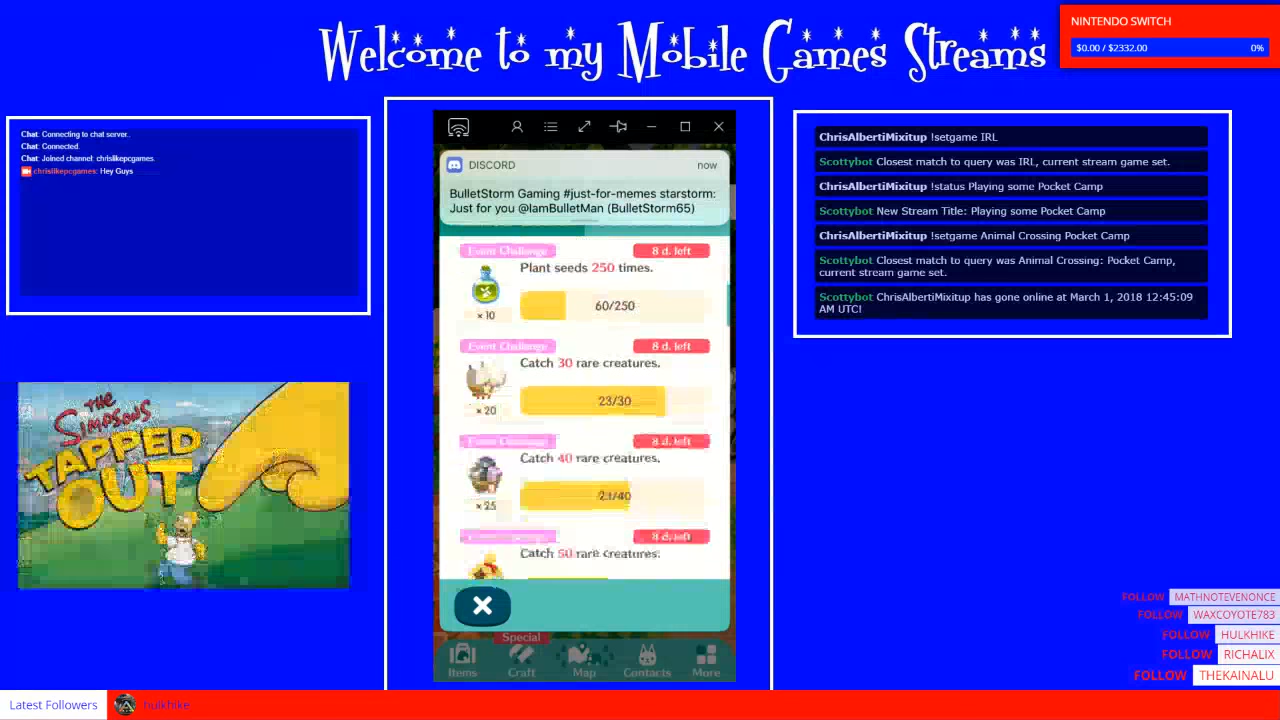 Welcome to my Mobile Games Streams
NINTENDO SWITCH
$0.00 / $2332.00 0%
Chat: Connecting to chat server..
Chat: Connected.
Chat: Joined channel: chrislikepcgames.
chrislikepcgames: Hey Guys
THE
SIMPSONS
TAPPED
OUT
DISCORD now
BulletStorm Gaming #just-for-memes starstorm:
Just for you @IamBulletMan (BulletStorm65)
Event Challenge 8 d. left
Plant seeds 250 times.
×10 60/250
Event Challenge 8 d. left
Catch 30 rare creatures.
×20 23/30
Event Challenge 8 d. left
Catch 40 rare creatures.
×25 23/40
8 d. left
Catch 50 rare creatures.
Special
Items Craft Map Contacts More
ChrisAlbertiMixitup !setgame IRL
Scottybot Closest match to query was IRL, current stream game set.
ChrisAlbertiMixitup !status Playing some Pocket Camp
Scottybot New Stream Title: Playing some Pocket Camp
ChrisAlbertiMixitup !setgame Animal Crossing Pocket Camp
Scottybot Closest match to query was Animal Crossing: Pocket Camp,
current stream game set.
Scottybot ChrisAlbertiMixitup has gone online at March 1, 2018 12:45:09
AM UTC!
FOLLOW MATHNOTEVENONCE
FOLLOW WAXCOYOTE783
FOLLOW HULKHIKE
FOLLOW RICHALIX
FOLLOW THEKAINALU
Latest Followers hulkhike